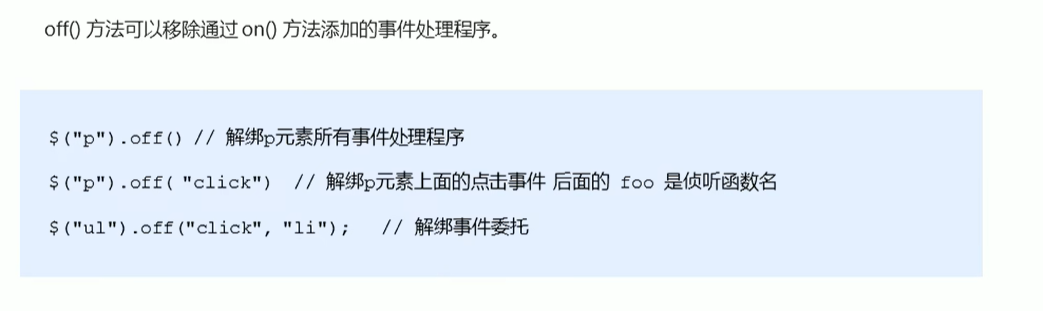 off() 方法可以移除通过 on() 方法添加的事件处理程序。
$("p").off() // 解绑p元素所有事件处理程序
$("p").off( "click")  // 解绑p元素上面的点击事件 后面的 foo 是侦听函数名
$("ul").off("click", "li");   // 解绑事件委托